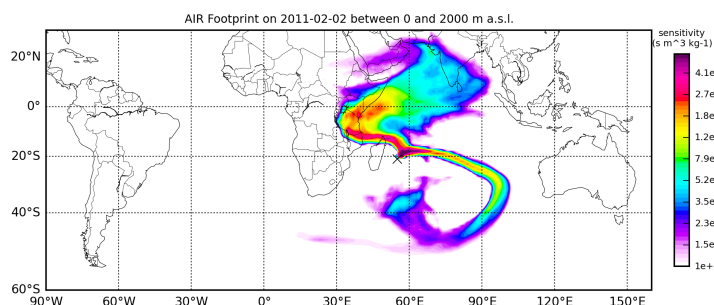 AIR Footprint on 2011-02-02 between 0 and 2000 m a.s.l.
sensitivity
(s m^3 kg-1)
20°N
0°
20°S
40°S
60°S
90°W 60°W 30°W 0° 30°E 60°E 90°E 120°E 150°E
4.1e
2.7e
1.8e
1.2e
7.9e
5.2e
3.5e
2.3e
1.5e
1e+